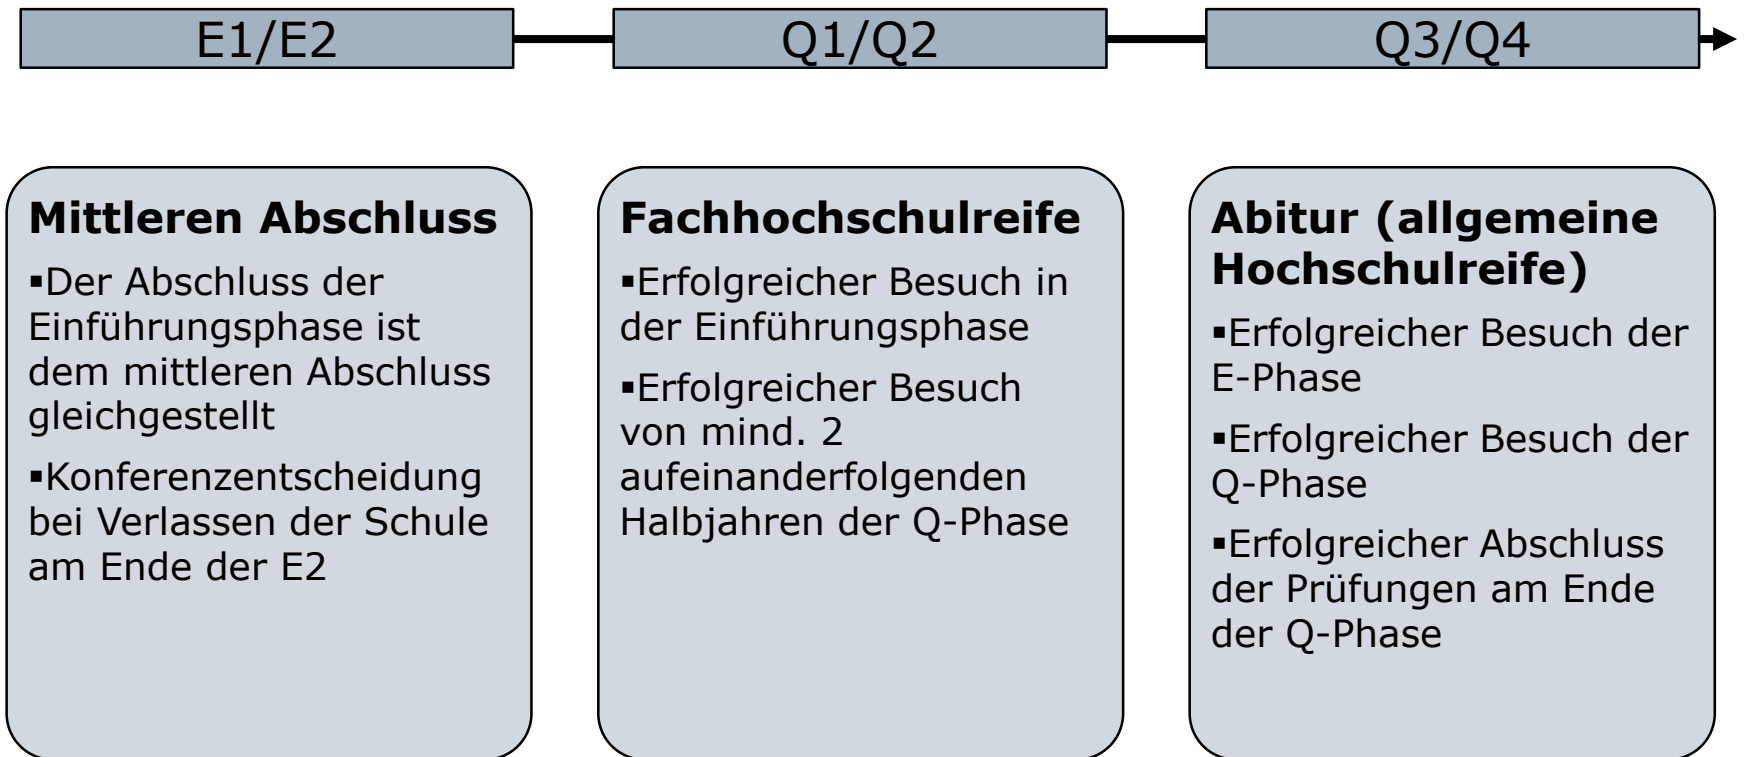 E1/E2
Q1/Q2
Q3/Q4
Mittleren Abschluss
▪Der Abschluss der
Einführungsphase ist
dem mittleren Abschluss
gleichgestellt
▪Konferenzentscheidung
bei Verlassen der Schule
am Ende der E2
Fachhochschulreife
▪Erfolgreicher Besuch in
der Einführungsphase
▪Erfolgreicher Besuch
von mind. 2
aufeinanderfolgenden
Halbjahren der Q-Phase
Abitur (allgemeine
Hochschulreife)
▪Erfolgreicher Besuch der
E-Phase
▪Erfolgreicher Besuch der
Q-Phase
▪Erfolgreicher Abschluss
der Prüfungen am Ende
der Q-Phase